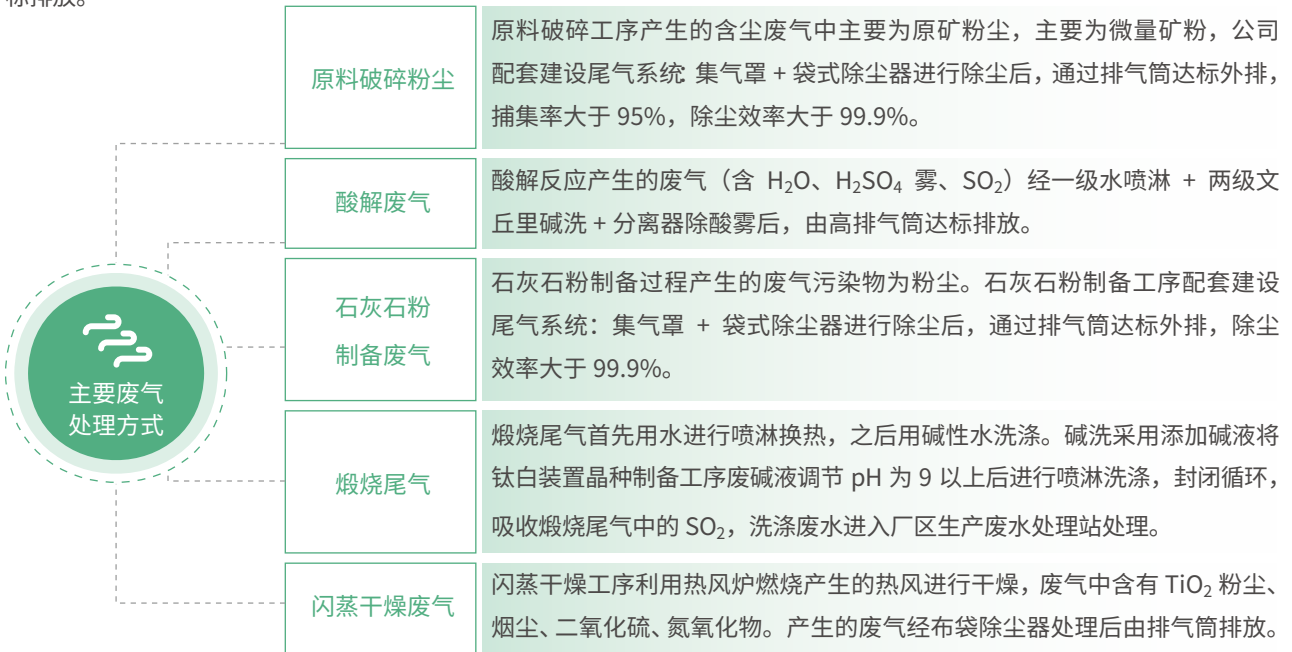 标排放。
原料破碎粉尘
原料破碎工序产生的含尘废气中主要为原矿粉尘，主要为微量矿粉，公司
配套建设尾气系统: 集气罩 + 袋式除尘器进行除尘后，通过排气筒达标外排，
捕集率大于 95%，除尘效率大于 99.9%。
酸解废气
酸解反应产生的废气（含 H₂O、H₂SO₄ 雾、SO₂）经一级水喷淋 + 两级文
丘里碱洗 + 分离器除酸雾后，由高排气筒达标排放。
石灰石粉
制备废气
石灰石粉制备过程产生的废气污染物为粉尘。石灰石粉制备工序配套建设
尾气系统：集气罩 + 袋式除尘器进行除尘后，通过排气筒达标外排，除尘
效率大于 99.9%。
主要废气
处理方式
煅烧尾气
煅烧尾气首先用水进行喷淋换热，之后用碱性水洗涤。碱洗采用添加碱液将
钛白装置晶种制备工序废碱液调节 pH 为 9 以上后进行喷淋洗涤，封闭循环，
吸收煅烧尾气中的 SO₂，洗涤废水进入厂区生产废水处理站处理。
闪蒸干燥废气
闪蒸干燥工序利用热风炉燃烧产生的热风进行干燥，废气中含有 TiO₂ 粉尘、
烟尘、二氧化硫、氮氧化物。产生的废气经布袋除尘器处理后由排气筒排放。